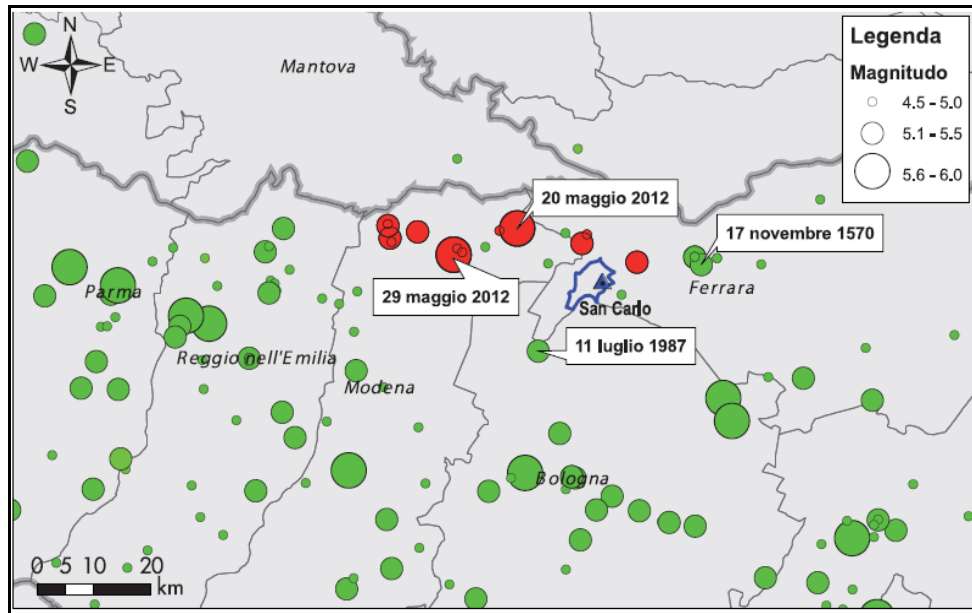 N
W E
S
Mantova
Legenda
Magnitudo
4.5 - 5.0
5.1 - 5.5
5.6 - 6.0
20 maggio 2012
17 novembre 1570
29 maggio 2012
Parma
Ferrara
San Carlo
11 luglio 1987
Reggio nell'Emilia
Modena
Bologna
0 5 10 20
km